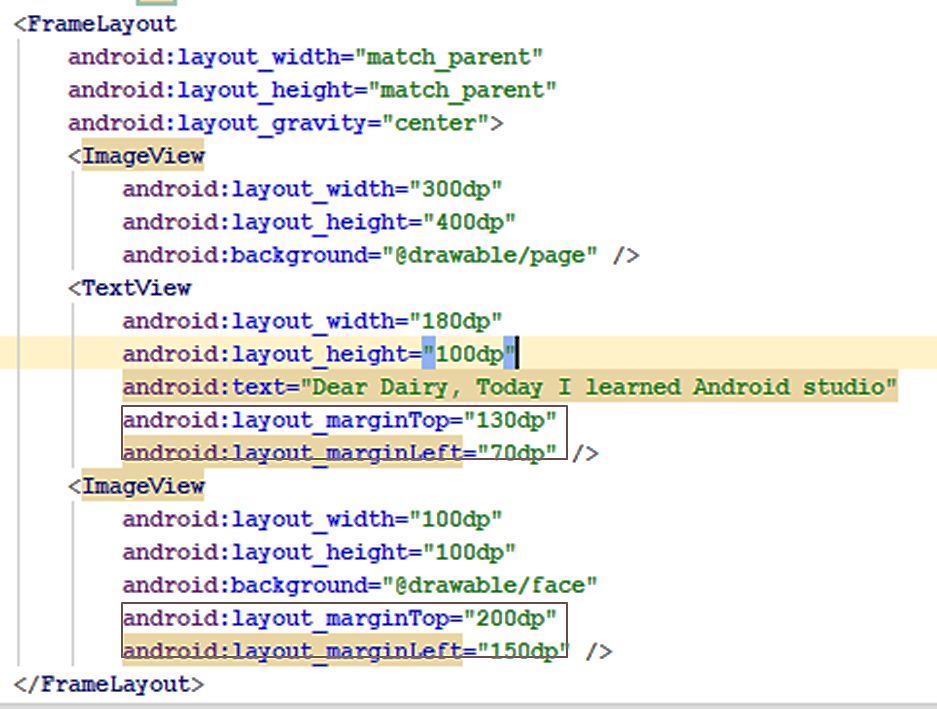 <FrameLayout
android:layout_width="match_parent"
android:layout_height="match_parent"
android:layout_gravity="center">
<ImageView
android:layout_width="300dp"
android:layout_height="400dp"
android:background="@drawable/page" />
<TextView
android:layout_width="180dp"
android:layout_height="100dp"
android:text="Dear Dairy, Today I learned Android studio"
android:layout_marginTop="130dp"
android:layout_marginLeft="70dp" />
<ImageView
android:layout_width="100dp"
android:layout_height="100dp"
android:background="@drawable/face"
android:layout_marginTop="200dp"
android:layout_marginLeft="150dp" />
</FrameLayout>